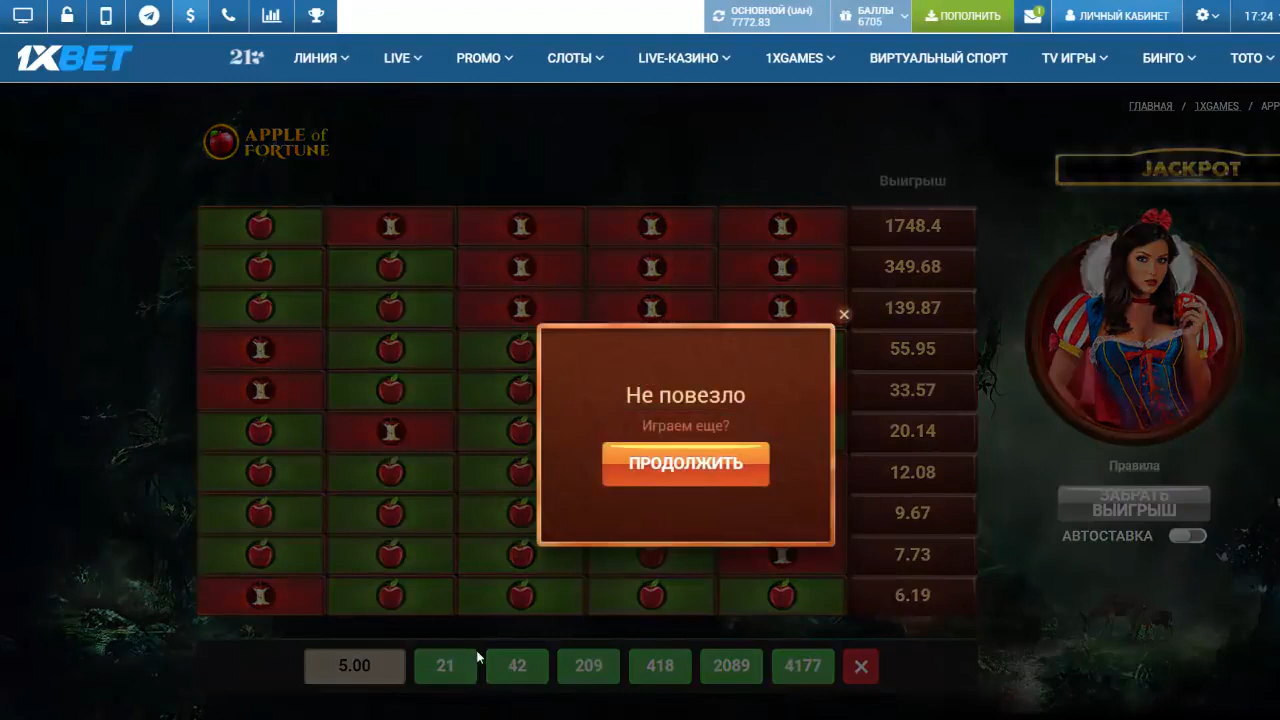 ОСНОВНОЙ (UAH)
7772.83
БАЛЛЫ
6705
ПОПОЛНИТЬ
1
ЛИЧНЫЙ КАБИНЕТ
17:24
1XBET
21
ЛИНИЯ
LIVE
PROMO
СЛОТЫ
LIVE-КАЗИНО
1XGAMES
ВИРТУАЛЬНЫЙ СПОРТ
TV ИГРЫ
БИНГО
ТОТО
ГЛАВНАЯ / 1XGAMES / APP
APPLE of
FORTUNE
Выигрыш
JACKPOT
1748.4
349.68
139.87
55.95
33.57
20.14
12.08
9.67
7.73
6.19
Не повезло
Играем еще?
ПРОДОЛЖИТЬ
Правила
ЗАБРАТЬ
ВЫИГРЫШ
АВТОСТАВКА
5.00
21
42
209
418
2089
4177